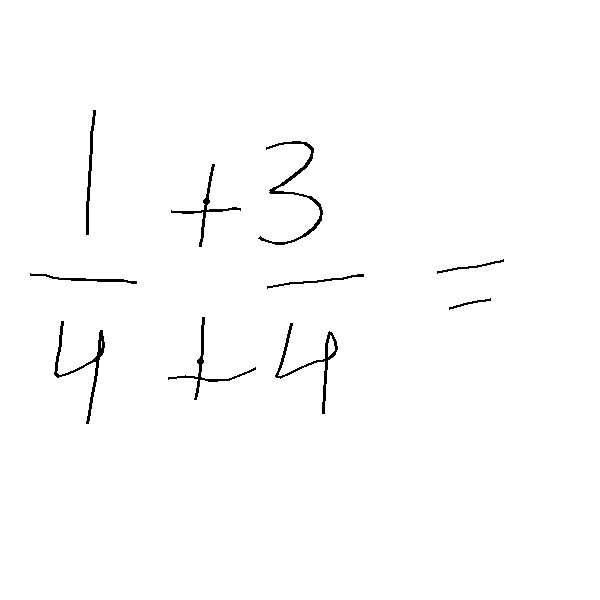 1 + 3
4 + 4 =